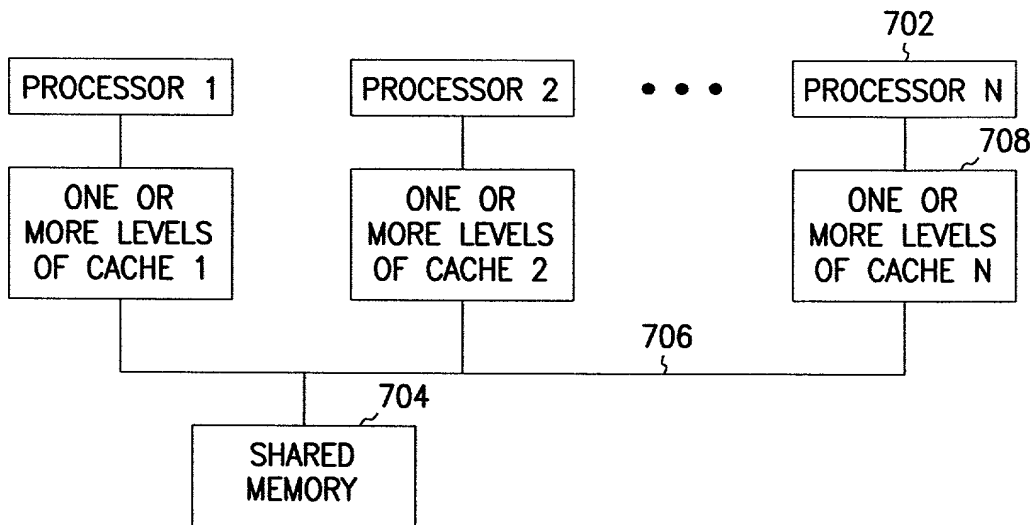 702
PROCESSOR 1
PROCESSOR 2
PROCESSOR N
708
ONE OR
MORE LEVELS
OF CACHE 1
ONE OR
MORE LEVELS
OF CACHE 2
ONE OR
MORE LEVELS
OF CACHE N
706
704
SHARED
MEMORY